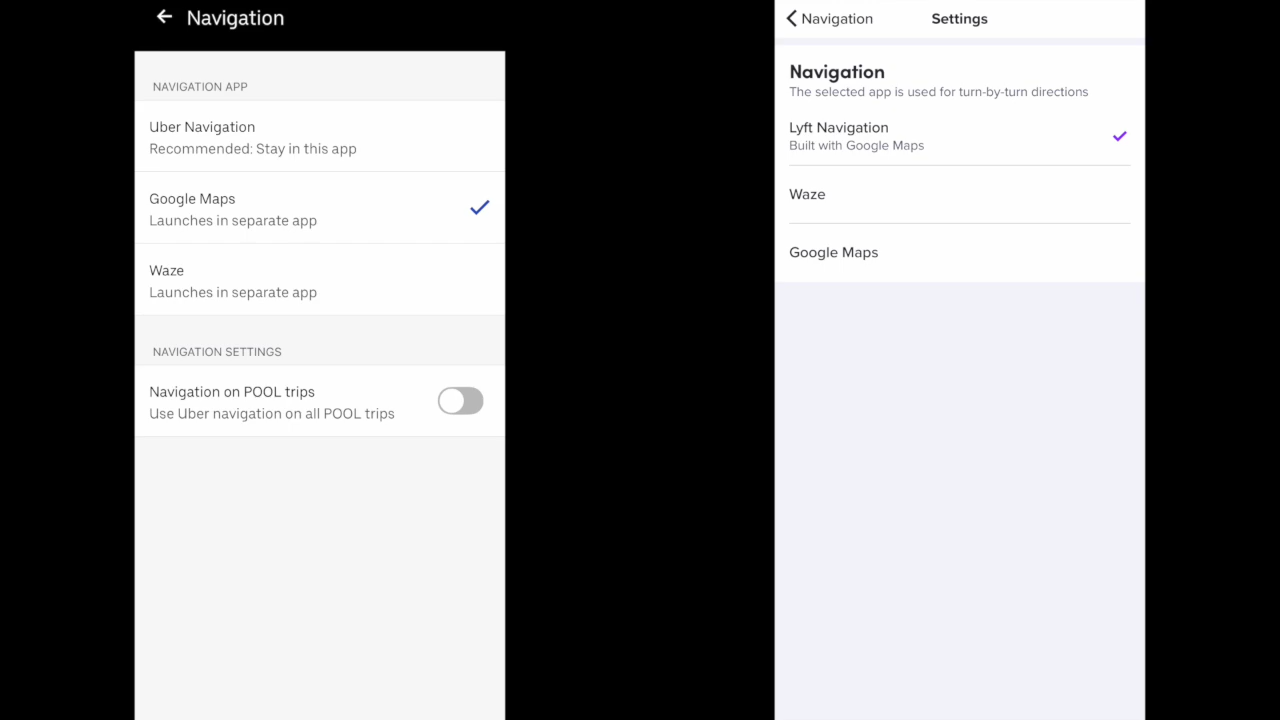 Navigation
NAVIGATION APP
Uber Navigation
Recommended: Stay in this app
Google Maps
Launches in separate app
Waze
Launches in separate app
NAVIGATION SETTINGS
Navigation on POOL trips
Use Uber navigation on all POOL trips
Navigation
Settings
Navigation
The selected app is used for turn-by-turn directions
Lyft Navigation
Built with Google Maps
Waze
Google Maps